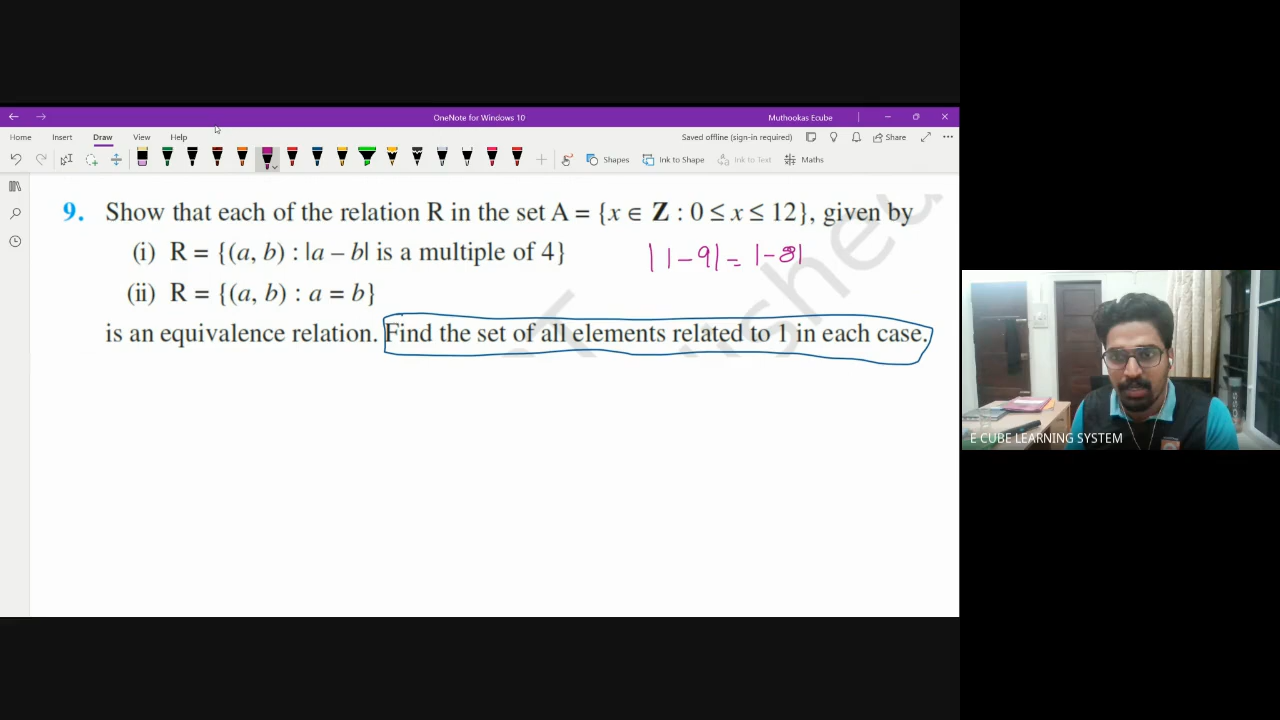 OneNote for Windows 10
Muthookas Ecube
Home Insert Draw View Help
Saved offline (sign-in required)
Share
Shapes
Ink to Shape
Ink to Text
Maths
9. Show that each of the relation R in the set A = {x ∈ Z : 0 ≤ x ≤ 12}, given by
(i) R = {(a, b) : |a – b| is a multiple of 4}
|1-9| = |-8|
(ii) R = {(a, b) : a = b}
is an equivalence relation. Find the set of all elements related to 1 in each case.
E CUBE LEARNING SYSTEM